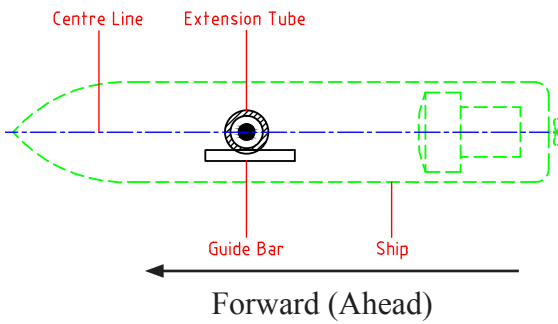 Centre Line
Extension Tube
Guide Bar
Ship
Forward (Ahead)